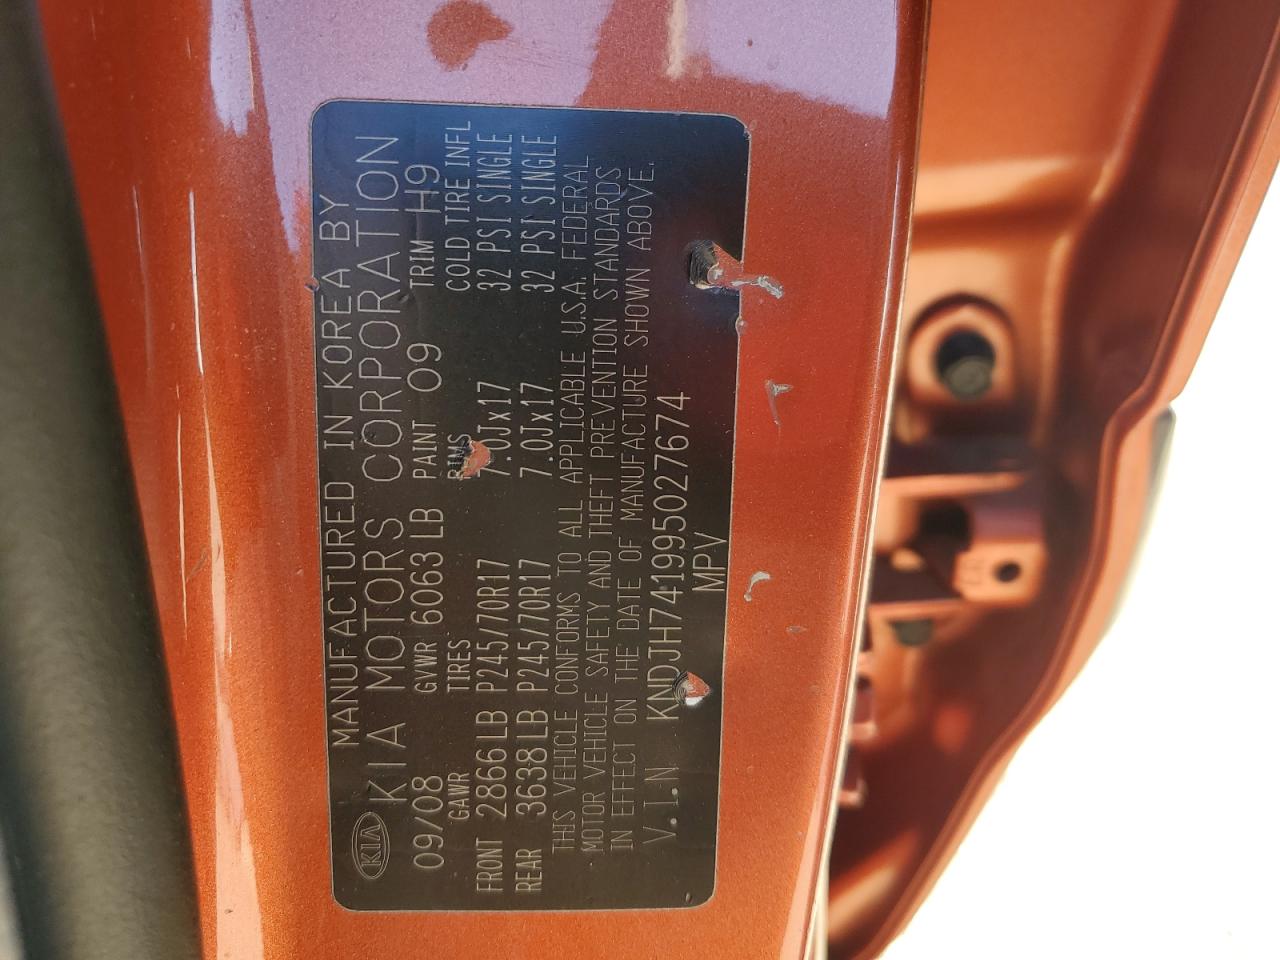 KIA
MANUFACTURED IN KOREA BY
KIA MOTORS CORPORATION
09/08 GVWR 6063 LB PAINT O9 TRIM H9
GAWR TIRES RIMS COLD TIRE INFL
FRONT 2866 LB P245/70R17 7.0Jx17 32 PSI SINGLE
REAR 3638 LB P245/70R17 7.0Jx17 32 PSI SINGLE
THIS VEHICLE CONFORMS TO ALL APPLICABLE U.S.A. FEDERAL
MOTOR VEHICLE SAFETY AND THEFT PREVENTION STANDARDS
IN EFFECT ON THE DATE OF MANUFACTURE SHOWN ABOVE.
V.I.N KNDJH741995027674
MPV